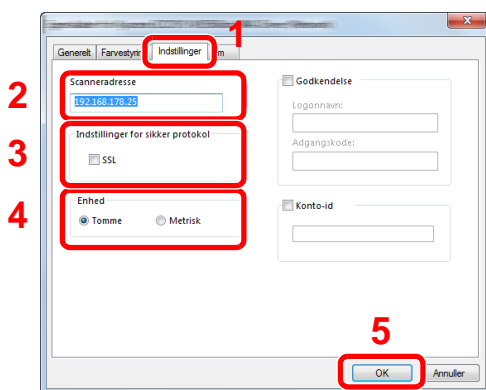 1
Generelt Farvestyrin Indstillinger m
2
Scanneradresse
192.168.178.25
3
Indstillinger for sikker protokol
SSL
4
Enhed
Tomme Metrisk
Godkendelse
Logonnavn:
Adgangskode:
Konto-id
5
OK Annuller